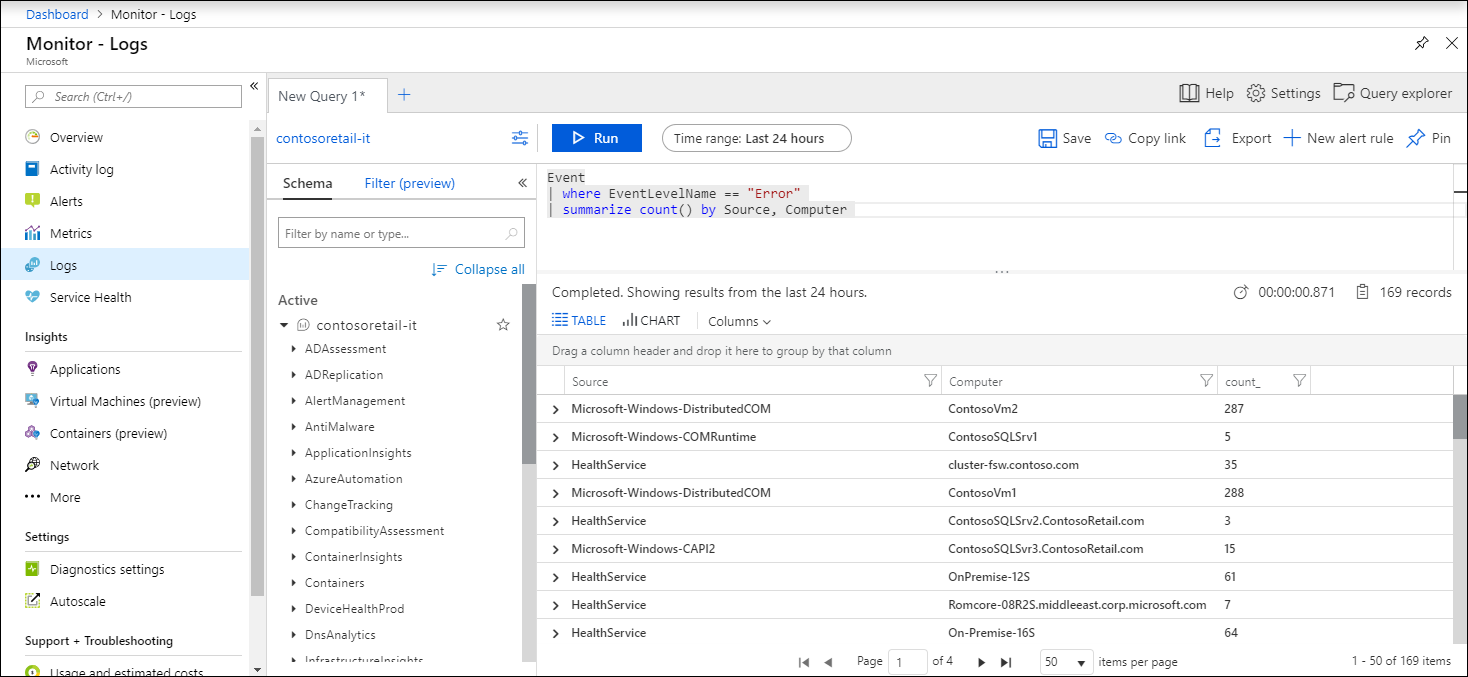 Dashboard > Monitor - Logs
Monitor - Logs
Microsoft
Search (Ctrl+/)
Overview
Activity log
Alerts
Metrics
Logs
Service Health
Insights
Applications
Virtual Machines (preview)
Containers (preview)
Network
More
Settings
Diagnostics settings
Autoscale
Support + Troubleshooting
Usage and estimated costs
New Query 1*
Help Settings Query explorer
contosoretail-it
Run
Time range: Last 24 hours
Save Copy link Export New alert rule Pin
Schema Filter (preview)
Filter by name or type...
Collapse all
Active
contosoretail-it
ADAssessment
ADReplication
AlertManagement
AntiMalware
ApplicationInsights
AzureAutomation
ChangeTracking
CompatibilityAssessment
ContainerInsights
Containers
DeviceHealthProd
DnsAnalytics
InfrastructureInsights
Event
| where EventLevelName == "Error"
| summarize count() by Source, Computer
Completed. Showing results from the last 24 hours.
00:00:00.871 169 records
TABLE CHART Columns
Drag a column header and drop it here to group by that column
Source Computer count_
Microsoft-Windows-DistributedCOM ContosoVm2 287
Microsoft-Windows-COMRuntime ContosoSQLSrv1 5
HealthService cluster-fsw.contoso.com 35
Microsoft-Windows-DistributedCOM ContosoVm1 288
HealthService ContosoSQLSrv2.ContosoRetail.com 3
Microsoft-Windows-CAPI2 ContosoSQLSvr3.ContosoRetail.com 15
HealthService OnPremise-12S 61
HealthService Romcore-08R2S.middleeast.corp.microsoft.com 7
HealthService On-Premise-16S 64
Page 1 of 4 50 items per page 1 - 50 of 169 items